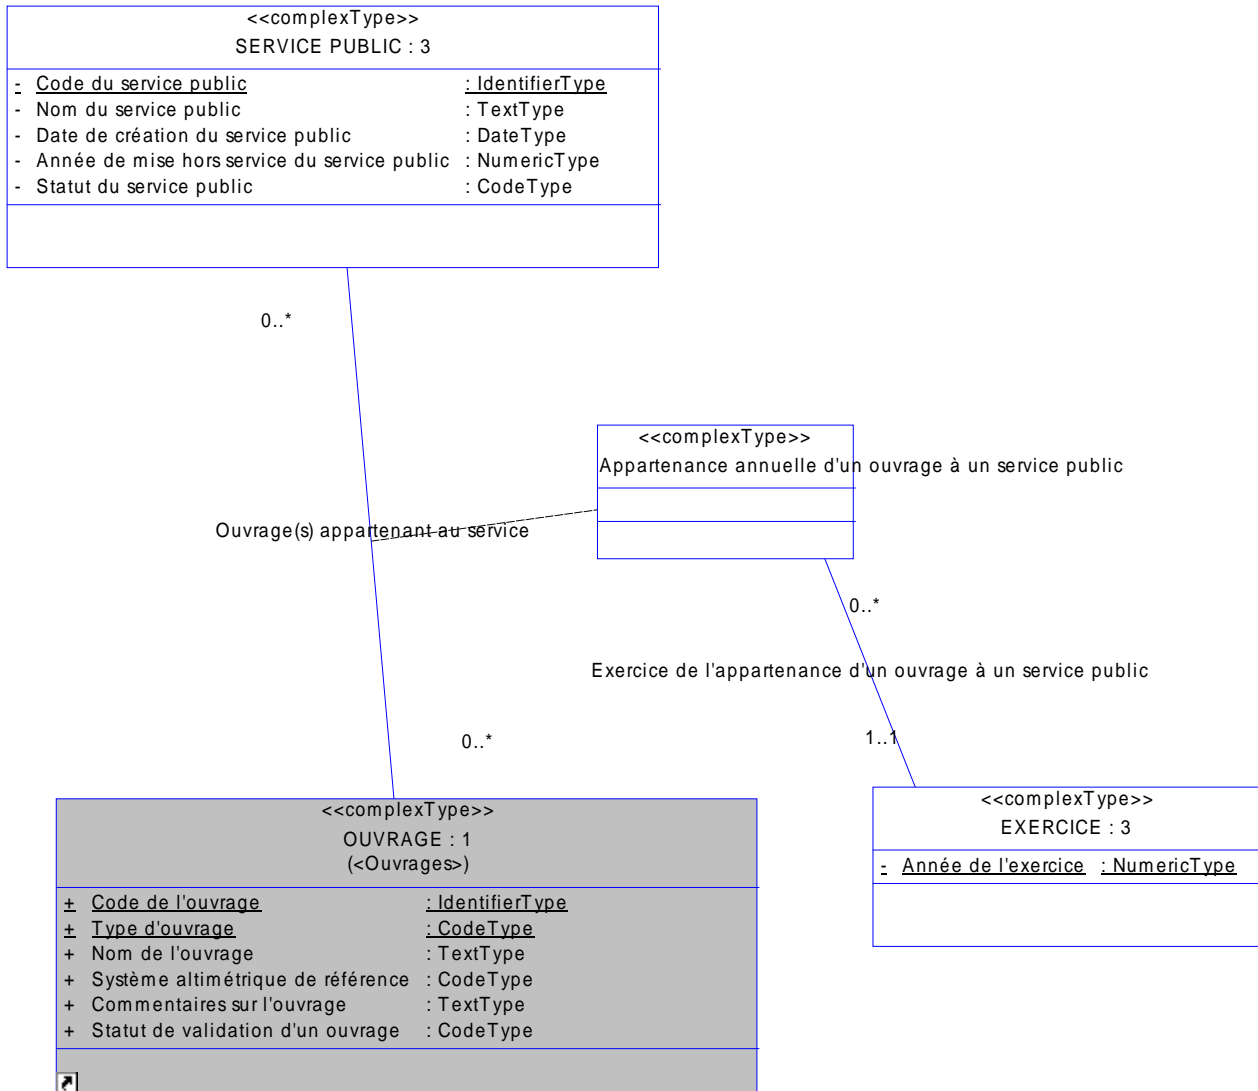 <<complexType>>
SERVICE PUBLIC : 3
- Code du service public : IdentifierType
- Nom du service public : TextType
- Date de création du service public : DateType
- Année de mise hors service du service public : NumericType
- Statut du service public : CodeType
0..*
<<complexType>>
Appartenance annuelle d'un ouvrage à un service public
Ouvrage(s) appartenant au service
0..*
Exercice de l'appartenance d'un ouvrage à un service public
1..1
0..*
<<complexType>>
EXERCICE : 3
- Année de l'exercice : NumericType
<<complexType>>
OUVRAGE : 1
(<Ouvrages>)
+ Code de l'ouvrage : IdentifierType
+ Type d'ouvrage : CodeType
+ Nom de l'ouvrage : TextType
+ Système altimétrique de référence : CodeType
+ Commentaires sur l'ouvrage : TextType
+ Statut de validation d'un ouvrage : CodeType